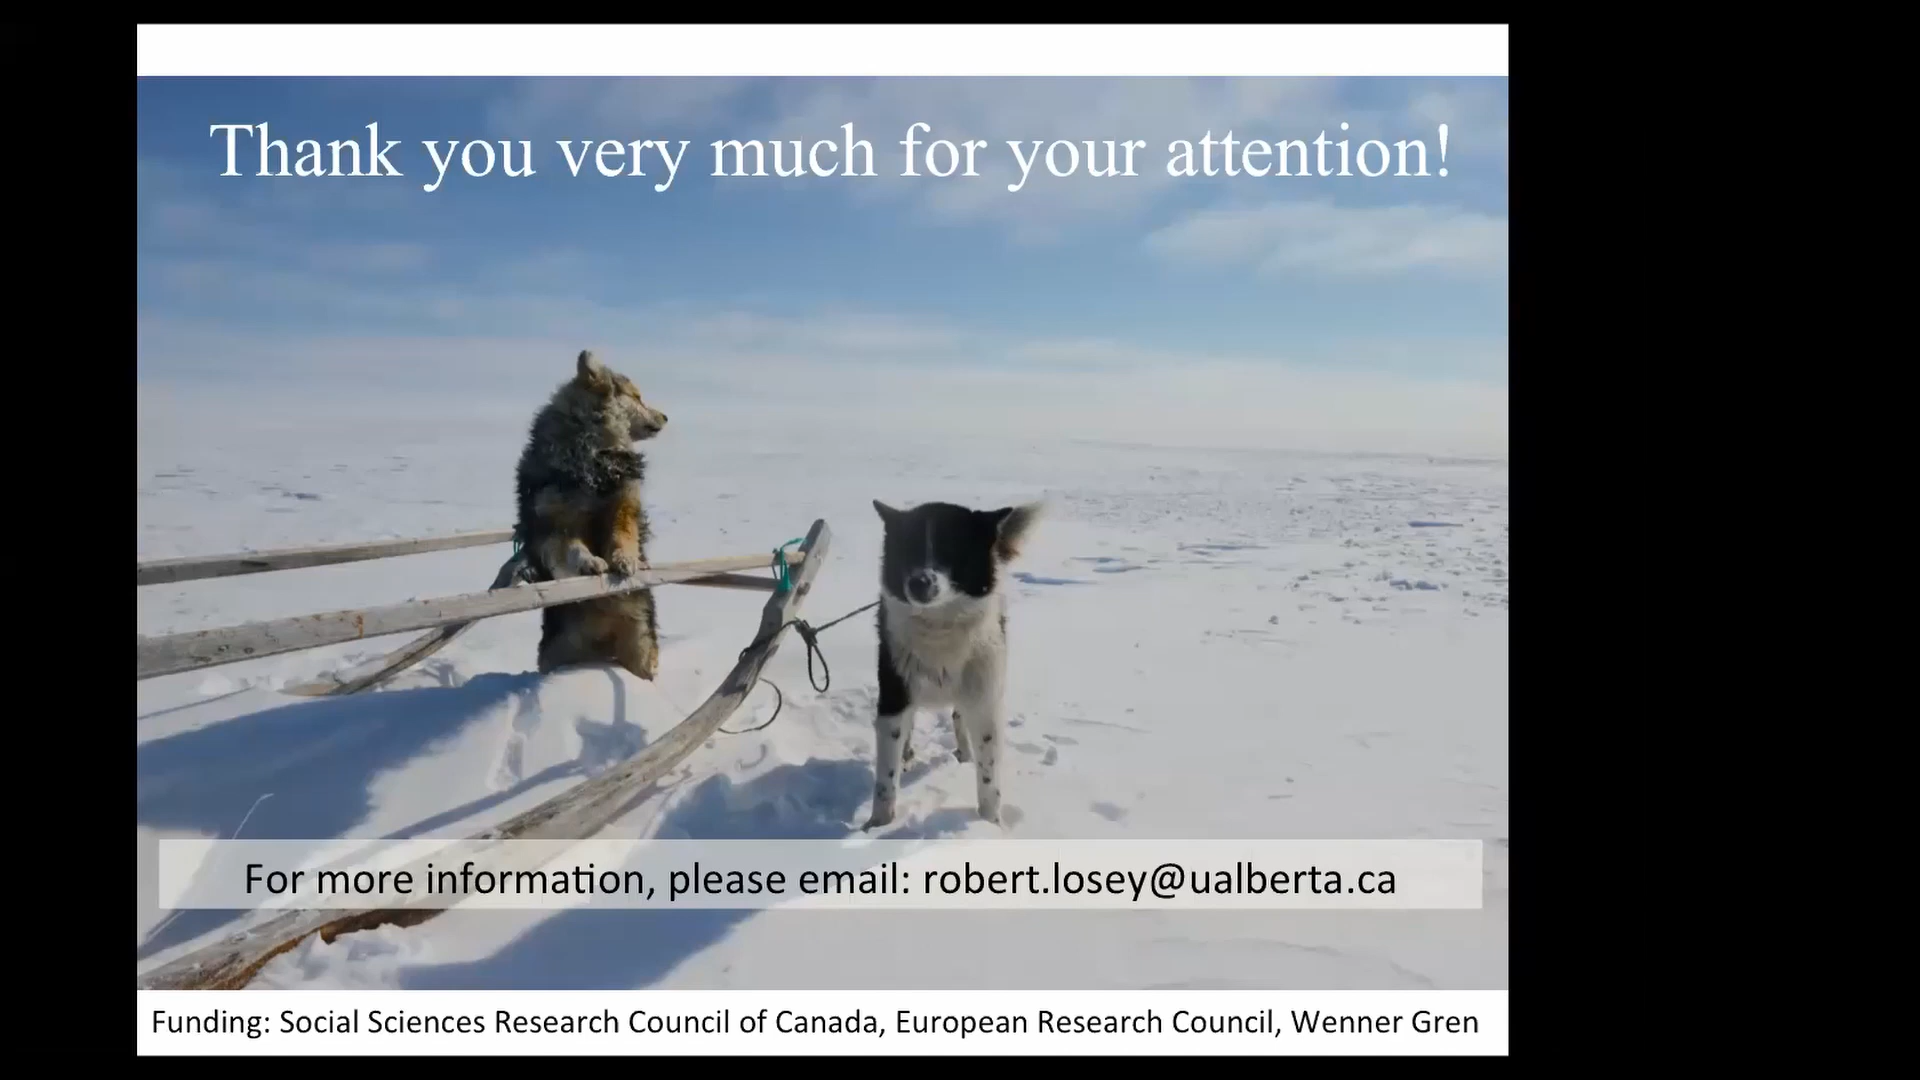 Thank you very much for your attention!
For more information, please email: robert.losey@ualberta.ca
Funding: Social Sciences Research Council of Canada, European Research Council, Wenner Gren